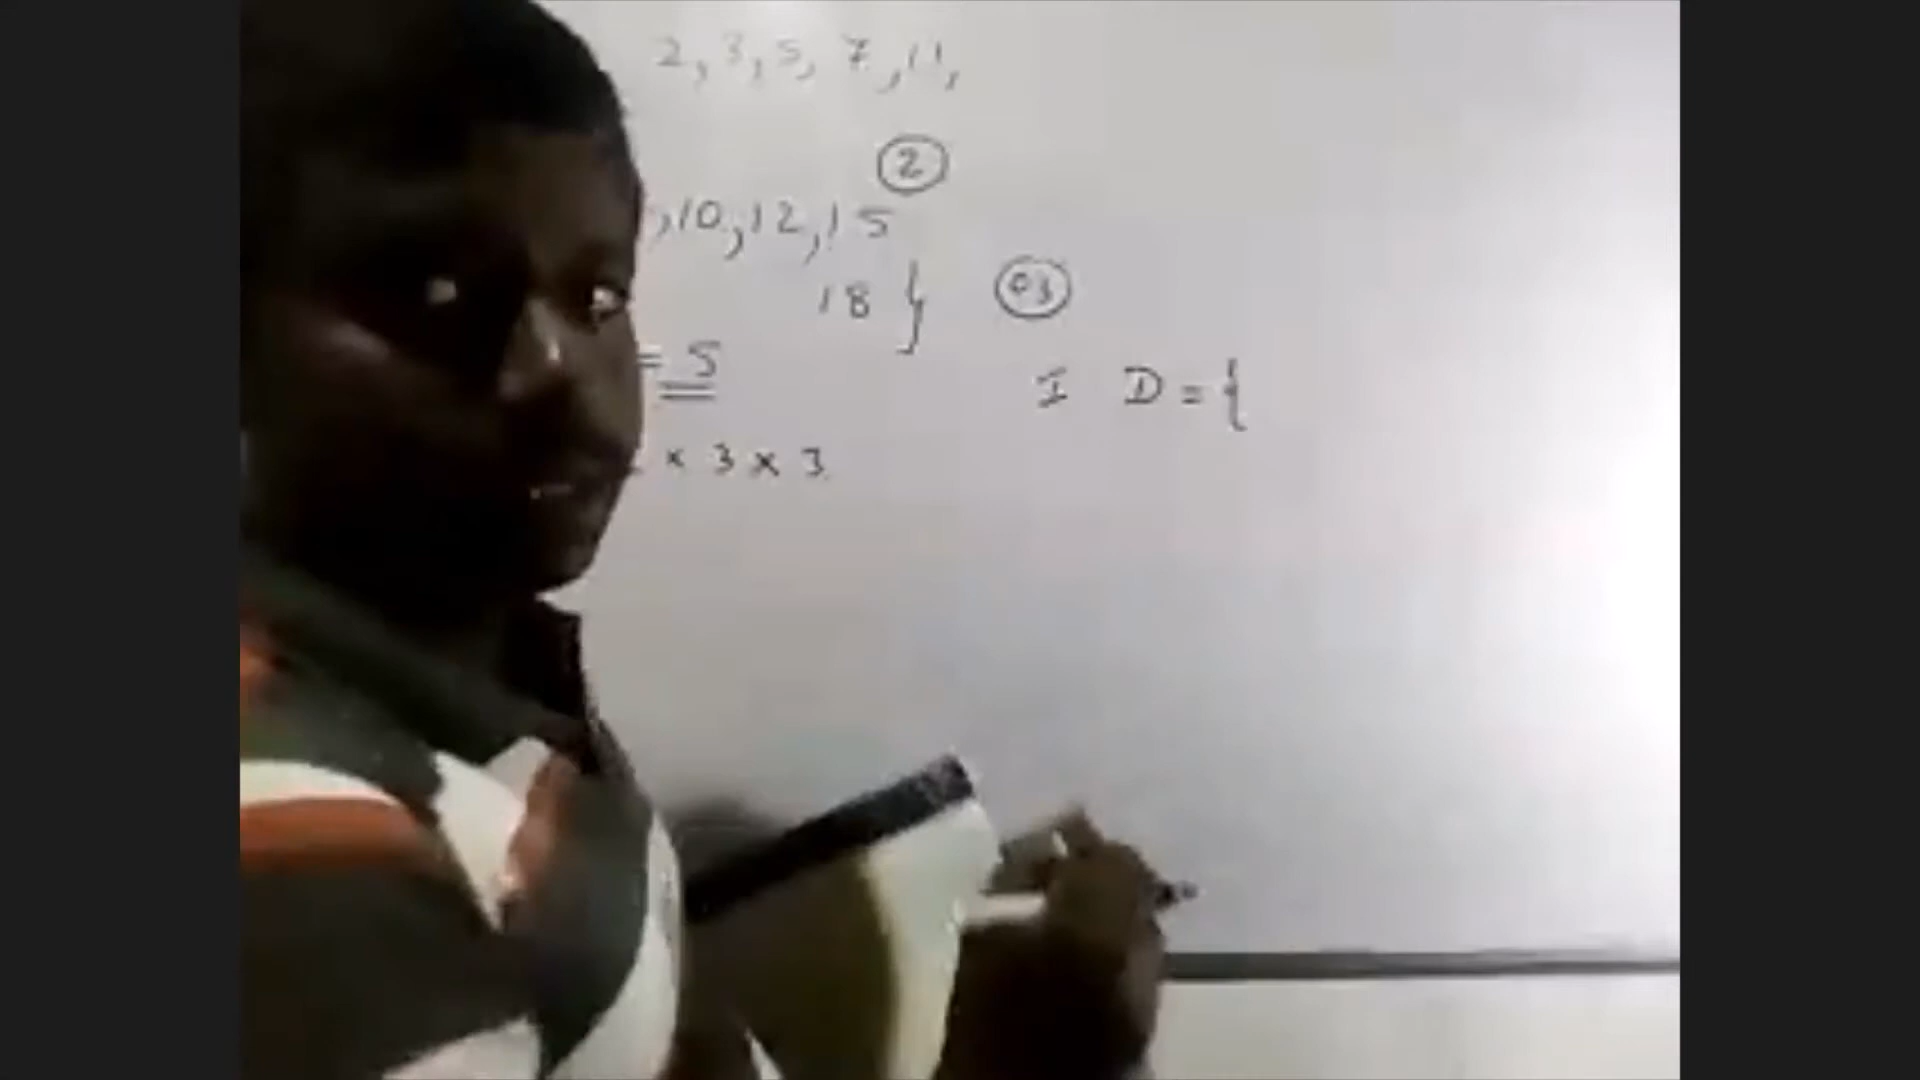 2, 3, 5, 7, 11,
2
, 10, 12, 15
18 }
03
= 5
I D = {
× 3 × 3